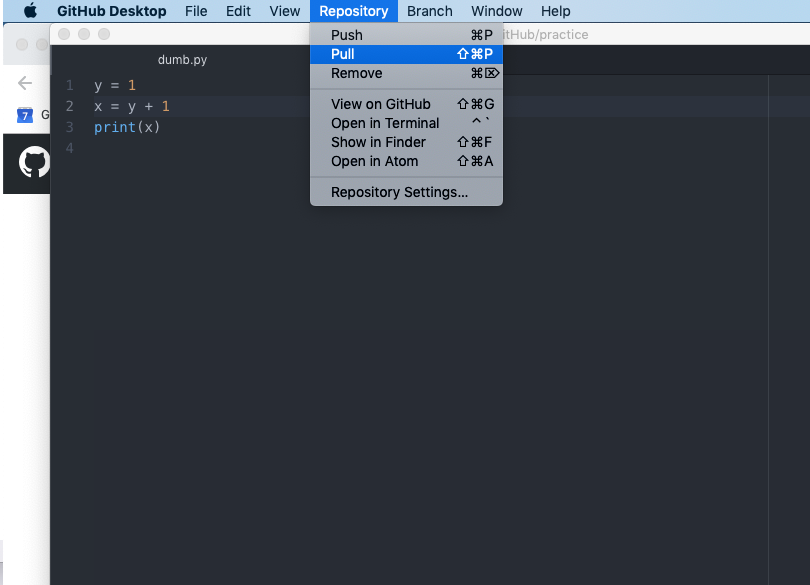 GitHub Desktop File Edit View Repository Branch Window Help
itHub/practice
Push ⌘P
Pull ⇧⌘P
Remove ⌘⌦
View on GitHub ⇧⌘G
Open in Terminal ⌃`
Show in Finder ⇧⌘F
Open in Atom ⇧⌘A
Repository Settings...
dumb.py
1 y = 1
2 x = y + 1
3 print(x)
4
7 G